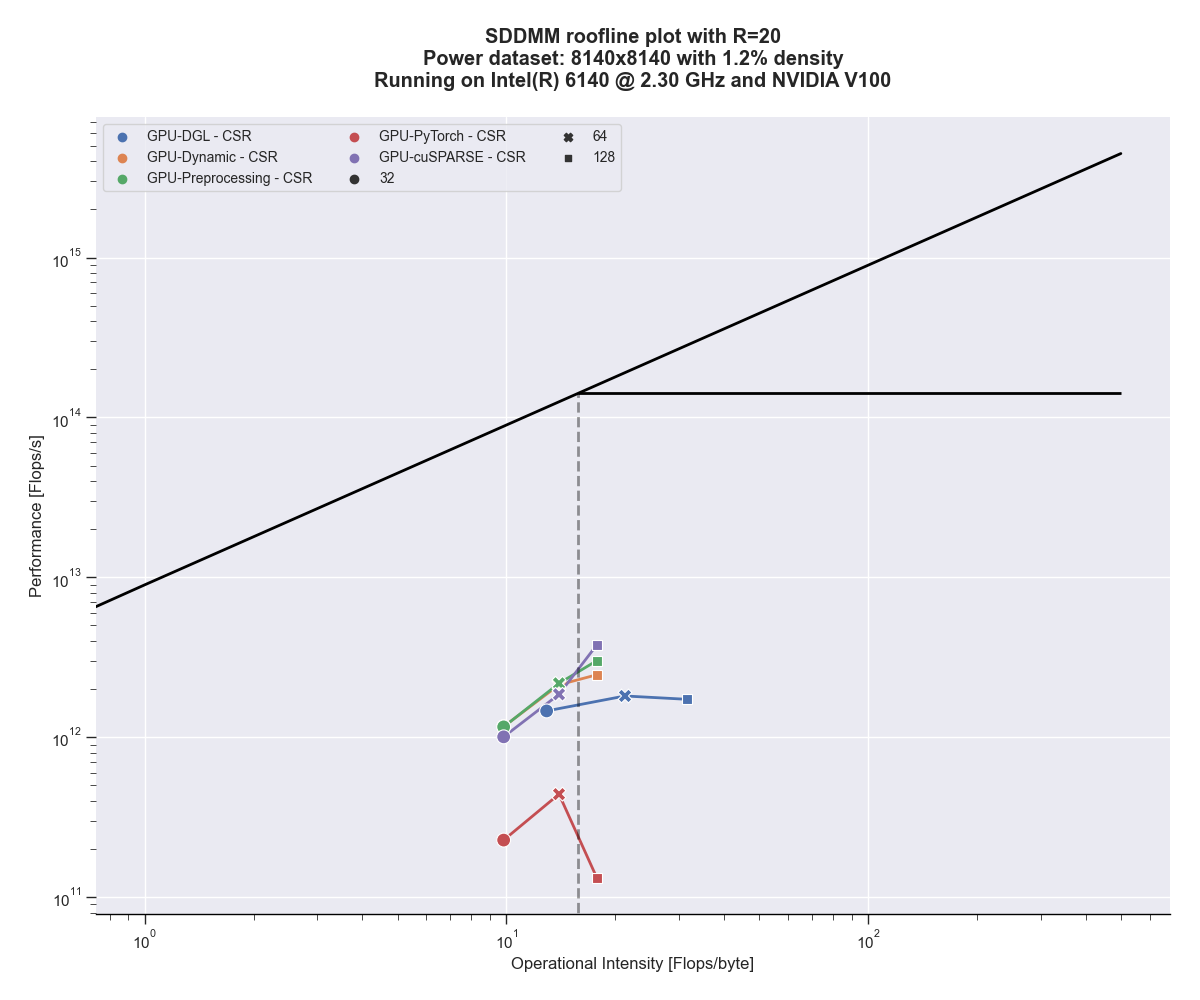 SDDMM roofline plot with R=20
Power dataset: 8140x8140 with 1.2% density
Running on Intel(R) 6140 @ 2.30 GHz and NVIDIA V100
GPU-DGL - CSR
GPU-Dynamic - CSR
GPU-Preprocessing - CSR
GPU-PyTorch - CSR
GPU-cuSPARSE - CSR
32
64
128
Performance [Flops/s]
10^15
10^14
10^13
10^12
10^11
10^0
10^1
10^2
Operational Intensity [Flops/byte]